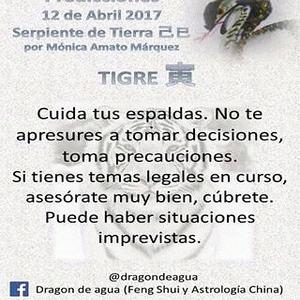 Predicciones
12 de Abril 2017
Serpiente de Tierra 己巳
por Mónica Amato Márquez
TIGRE 寅
Cuida tus espaldas. No te
apresures a tomar decisiones,
toma precauciones.
Si tienes temas legales en curso,
asesórate muy bien, cúbrete.
Puede haber situaciones
imprevistas.
@dragondeagua
Dragon de agua (Feng Shui y Astrología China)